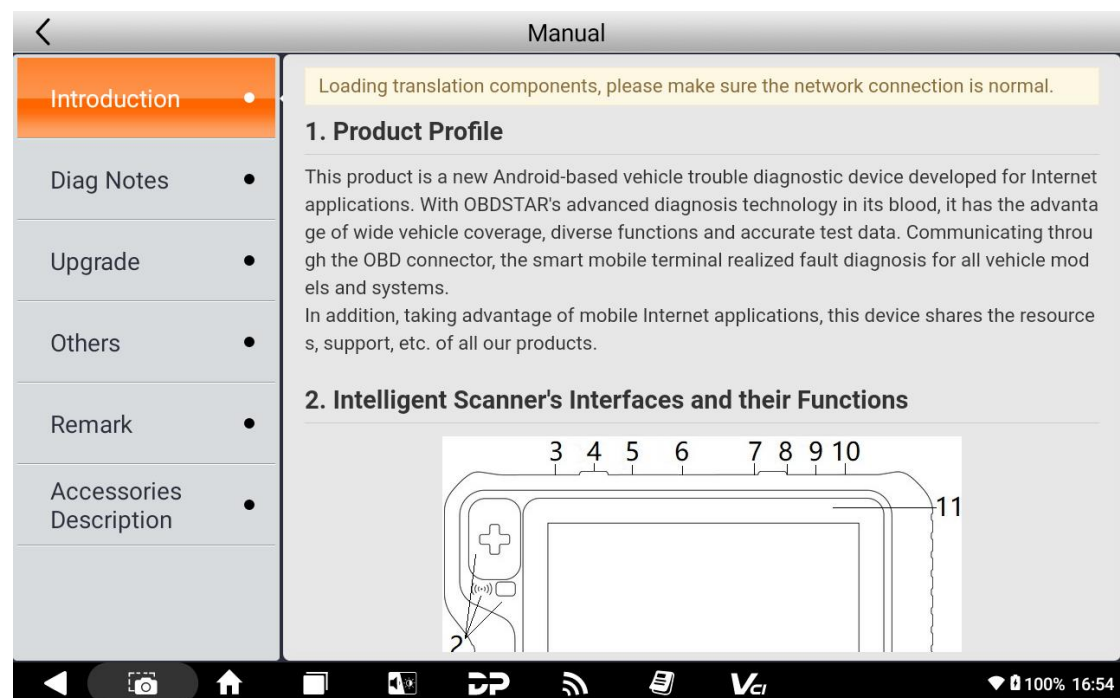 Manual
Introduction
Diag Notes
Upgrade
Others
Remark
Accessories
Description
Loading translation components, please make sure the network connection is normal.
1. Product Profile
This product is a new Android-based vehicle trouble diagnostic device developed for Internet
applications. With OBDSTAR's advanced diagnosis technology in its blood, it has the advanta
ge of wide vehicle coverage, diverse functions and accurate test data. Communicating throu
gh the OBD connector, the smart mobile terminal realized fault diagnosis for all vehicle mod
els and systems.
In addition, taking advantage of mobile Internet applications, this device shares the resource
s, support, etc. of all our products.
2. Intelligent Scanner's Interfaces and their Functions
3 4 5 6 7 8 9 10
11
2
DP
VCI
100% 16:54